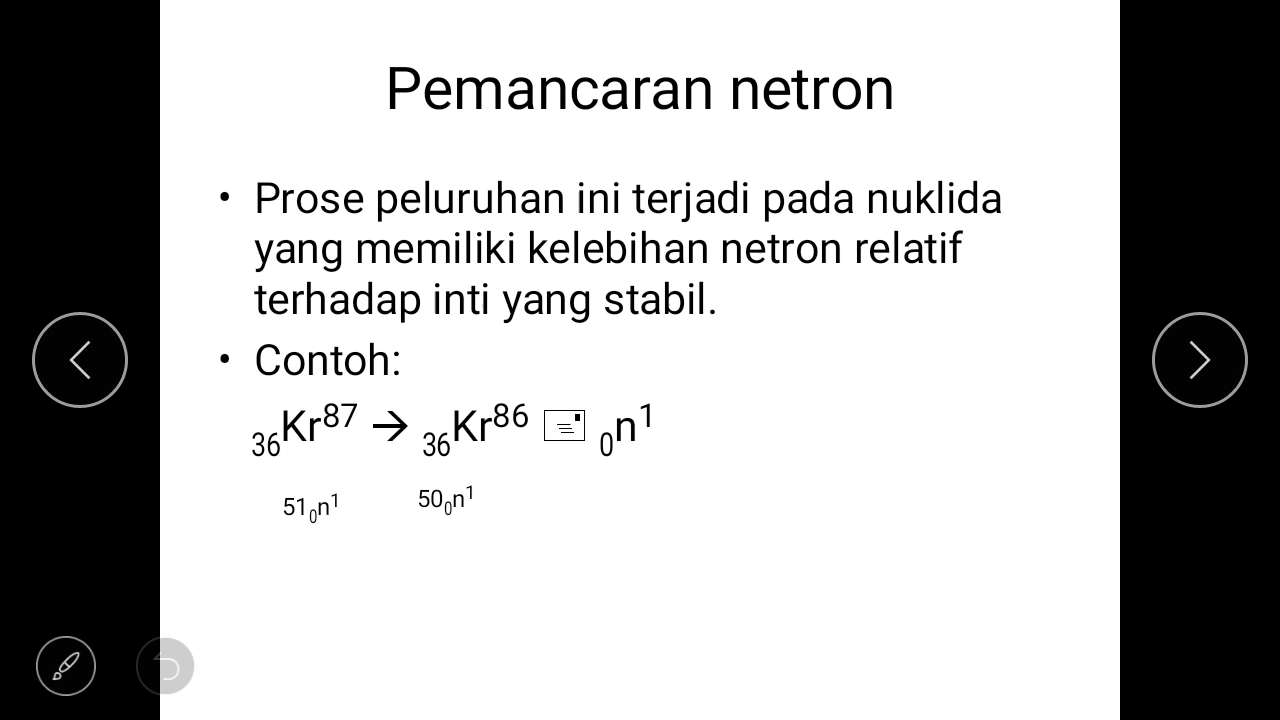 Pemancaran netron
• Prose peluruhan ini terjadi pada nuklida
yang memiliki kelebihan netron relatif
terhadap inti yang stabil.
• Contoh:
₃₆Kr⁸⁷ → ₃₆Kr⁸⁶ ₀n¹
51₀n¹ 50₀n¹